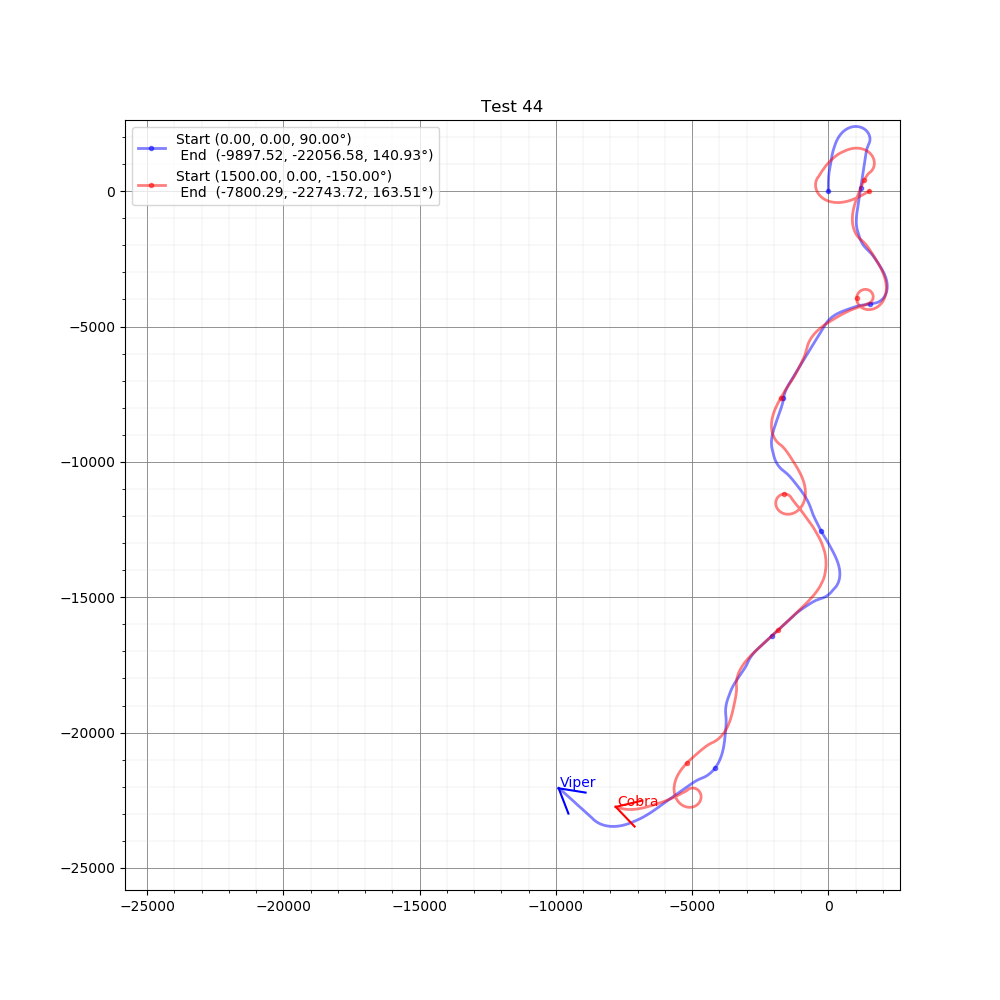 Test 44
Start (0.00, 0.00, 90.00°)
End (-9897.52, -22056.58, 140.93°)
Start (1500.00, 0.00, -150.00°)
End (-7800.29, -22743.72, 163.51°)
0
−5000
−10000
−15000
−20000
−25000
Viper
Cobra
−25000 −20000 −15000 −10000 −5000 0